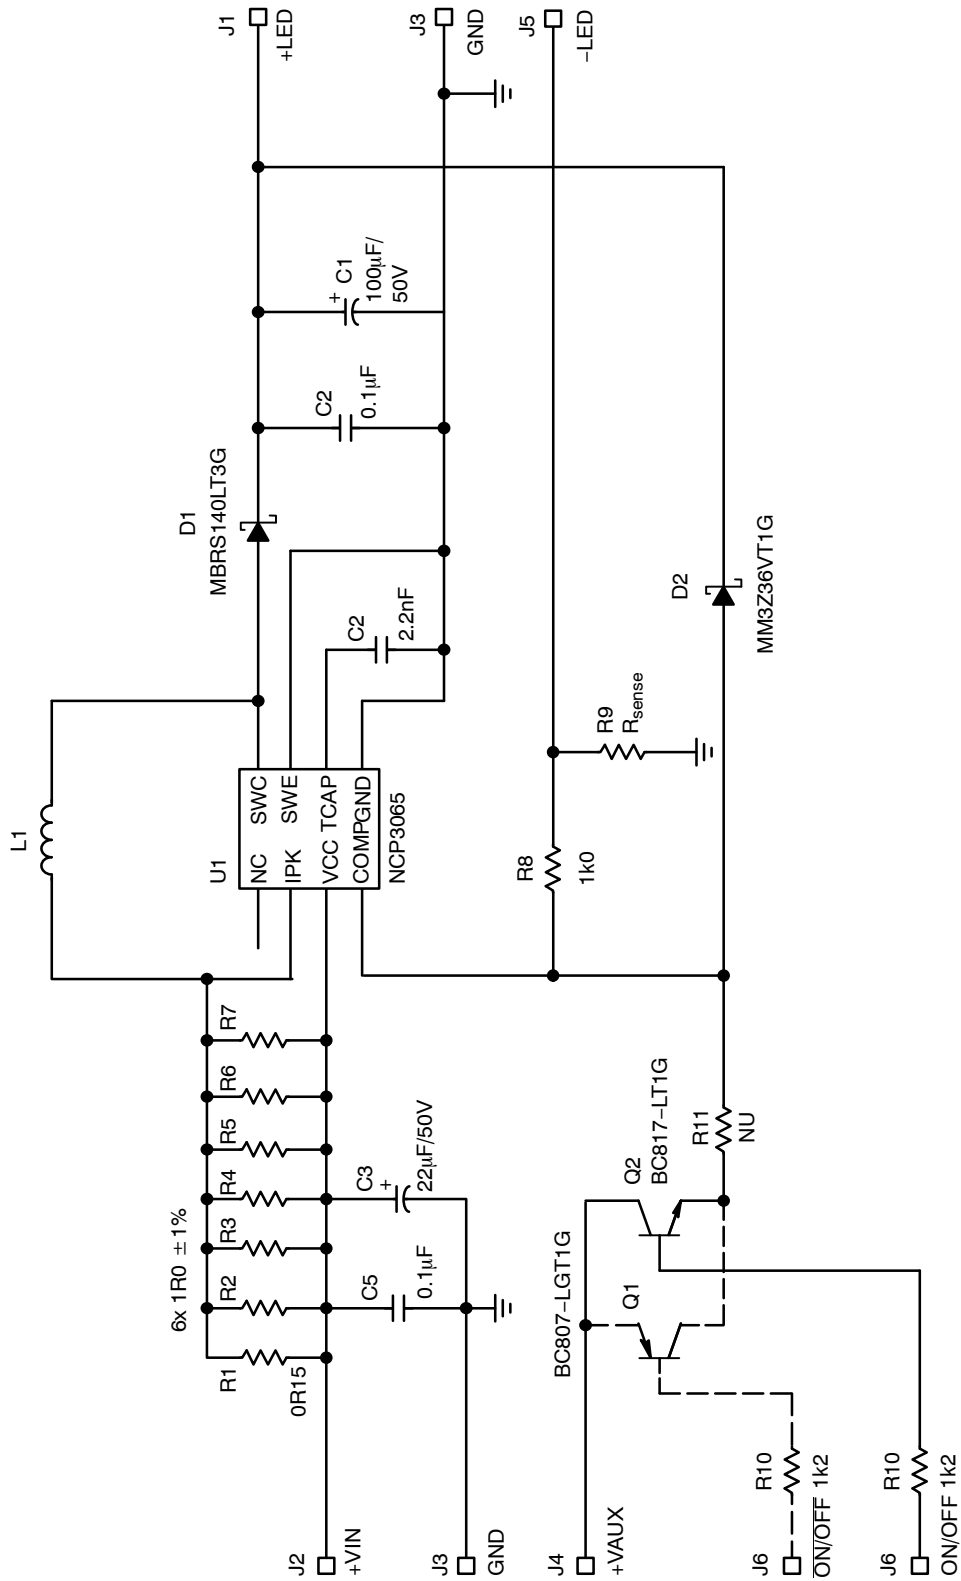 J2
+VIN
J3
GND
J4
+VAUX
J6
ON/OFF 1k2
J6
ON/OFF 1k2
R10
R10
R1
0R15
6x 1R0 ± 1%
R2
R3
R4
R5
R6
R7
C5
0.1µF
C3
+
22µF/50V
BC807–LGT1G
Q1
Q2
BC817–LT1G
R11
NU
L1
U1
NC SWC
IPK SWE
VCC TCAP
COMP GND
NCP3065
R8
1k0
R9
Rsense
C2
2.2nF
D1
MBRS140LT3G
D2
MM3Z36VT1G
C2
0.1µF
+
C1
100µF/
50V
J1
+LED
J3
GND
J5
–LED